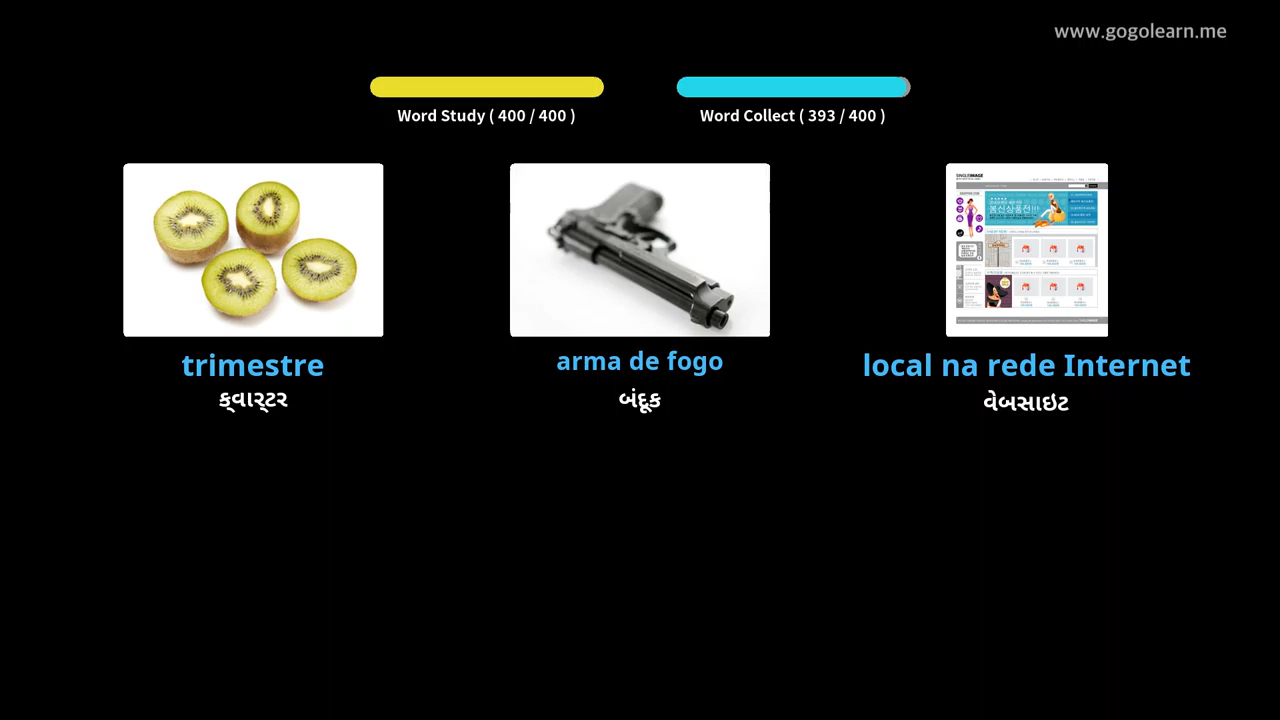 www.gogolearn.me
Word Study ( 400 / 400 )
Word Collect ( 393 / 400 )
trimestre
arma de fogo
local na rede Internet
ક્વાર્ટર
બંદૂક
વેબસાઇટ